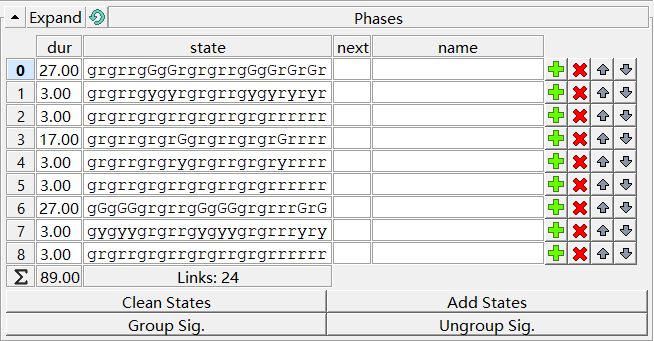 Expand Phases
dur state next name
0 27.00 grgrrgGgGrgrgrrgGgGrGrGr
1 3.00 grgrrgygyrgrgrrgygyryryr
2 3.00 grgrrgrgrrgrgrrgrgrrrrrr
3 17.00 grgrrgrgrGgrgrrgrgrGrrrr
4 3.00 grgrrgrgrygrgrrgrgryrrrr
5 3.00 grgrrgrgrrgrgrrgrgrrrrrr
6 27.00 gGgGGgrgrrgGgGGgrgrrrGrG
7 3.00 gygyygrgrrgygyygrgrrryry
8 3.00 grgrrgrgrrgrgrrgrgrrrrrr
Σ 89.00 Links: 24
Clean States Add States
Group Sig. Ungroup Sig.